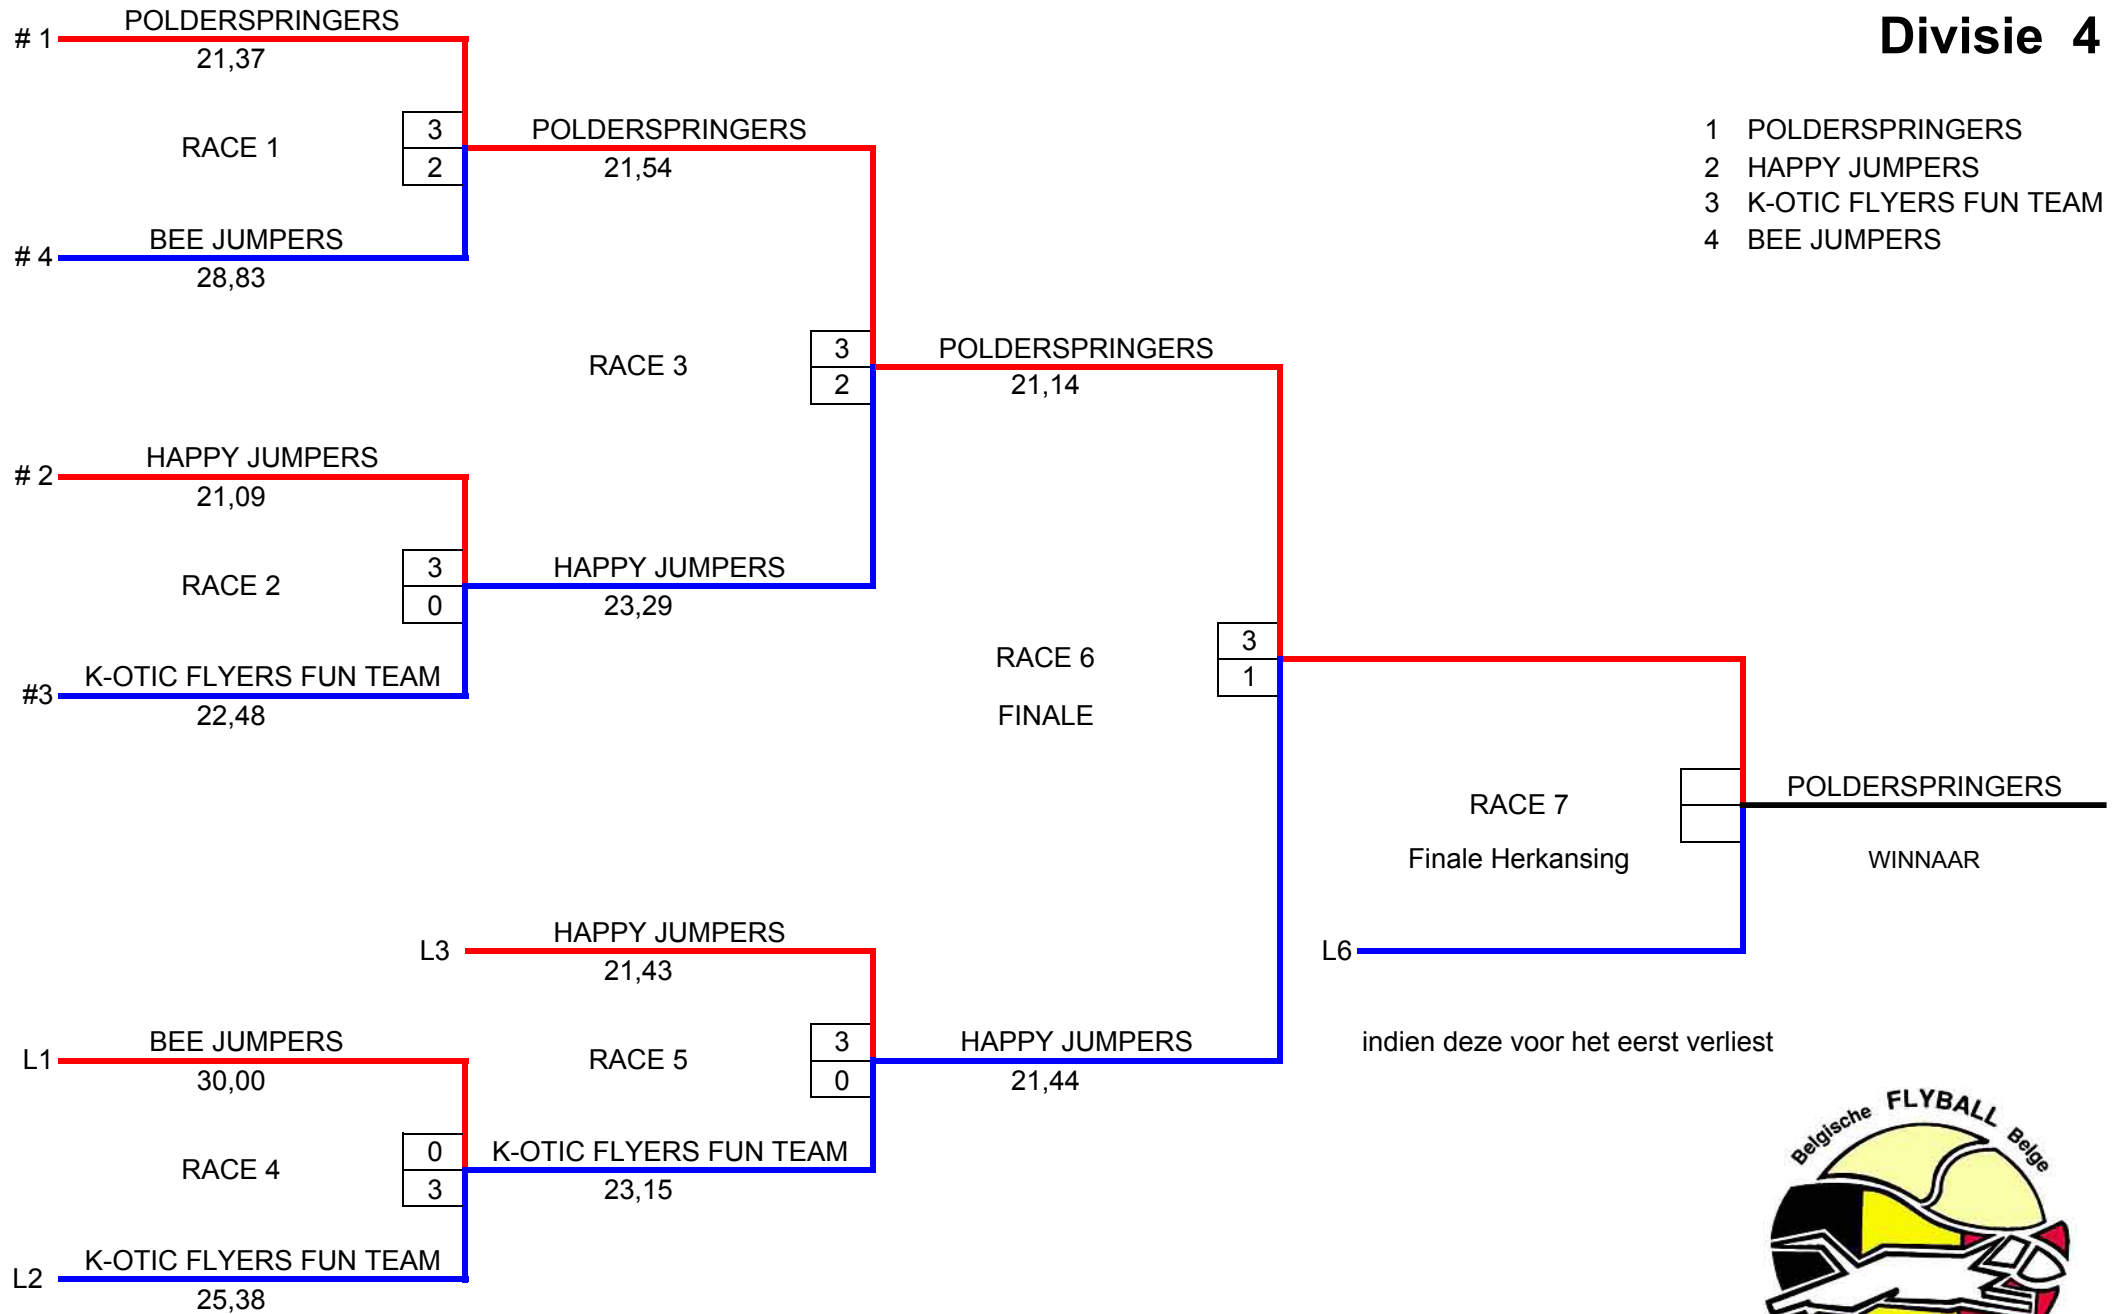 Divisie 4
1 POLDERSPRINGERS
2 HAPPY JUMPERS
3 K-OTIC FLYERS FUN TEAM
4 BEE JUMPERS
# 1 POLDERSPRINGERS
21,37
RACE 1
3
2
# 4 BEE JUMPERS
28,83
POLDERSPRINGERS
21,54
RACE 3
3
2
# 2 HAPPY JUMPERS
21,09
RACE 2
3
0
#3 K-OTIC FLYERS FUN TEAM
22,48
HAPPY JUMPERS
23,29
POLDERSPRINGERS
21,14
RACE 6
3
1
FINALE
RACE 7
Finale Herkansing
POLDERSPRINGERS
WINNAAR
L6
indien deze voor het eerst verliest
L3 HAPPY JUMPERS
21,43
RACE 5
3
0
HAPPY JUMPERS
21,44
L1 BEE JUMPERS
30,00
RACE 4
0
3
K-OTIC FLYERS FUN TEAM
23,15
L2 K-OTIC FLYERS FUN TEAM
25,38
Belgische FLYBALL Belge